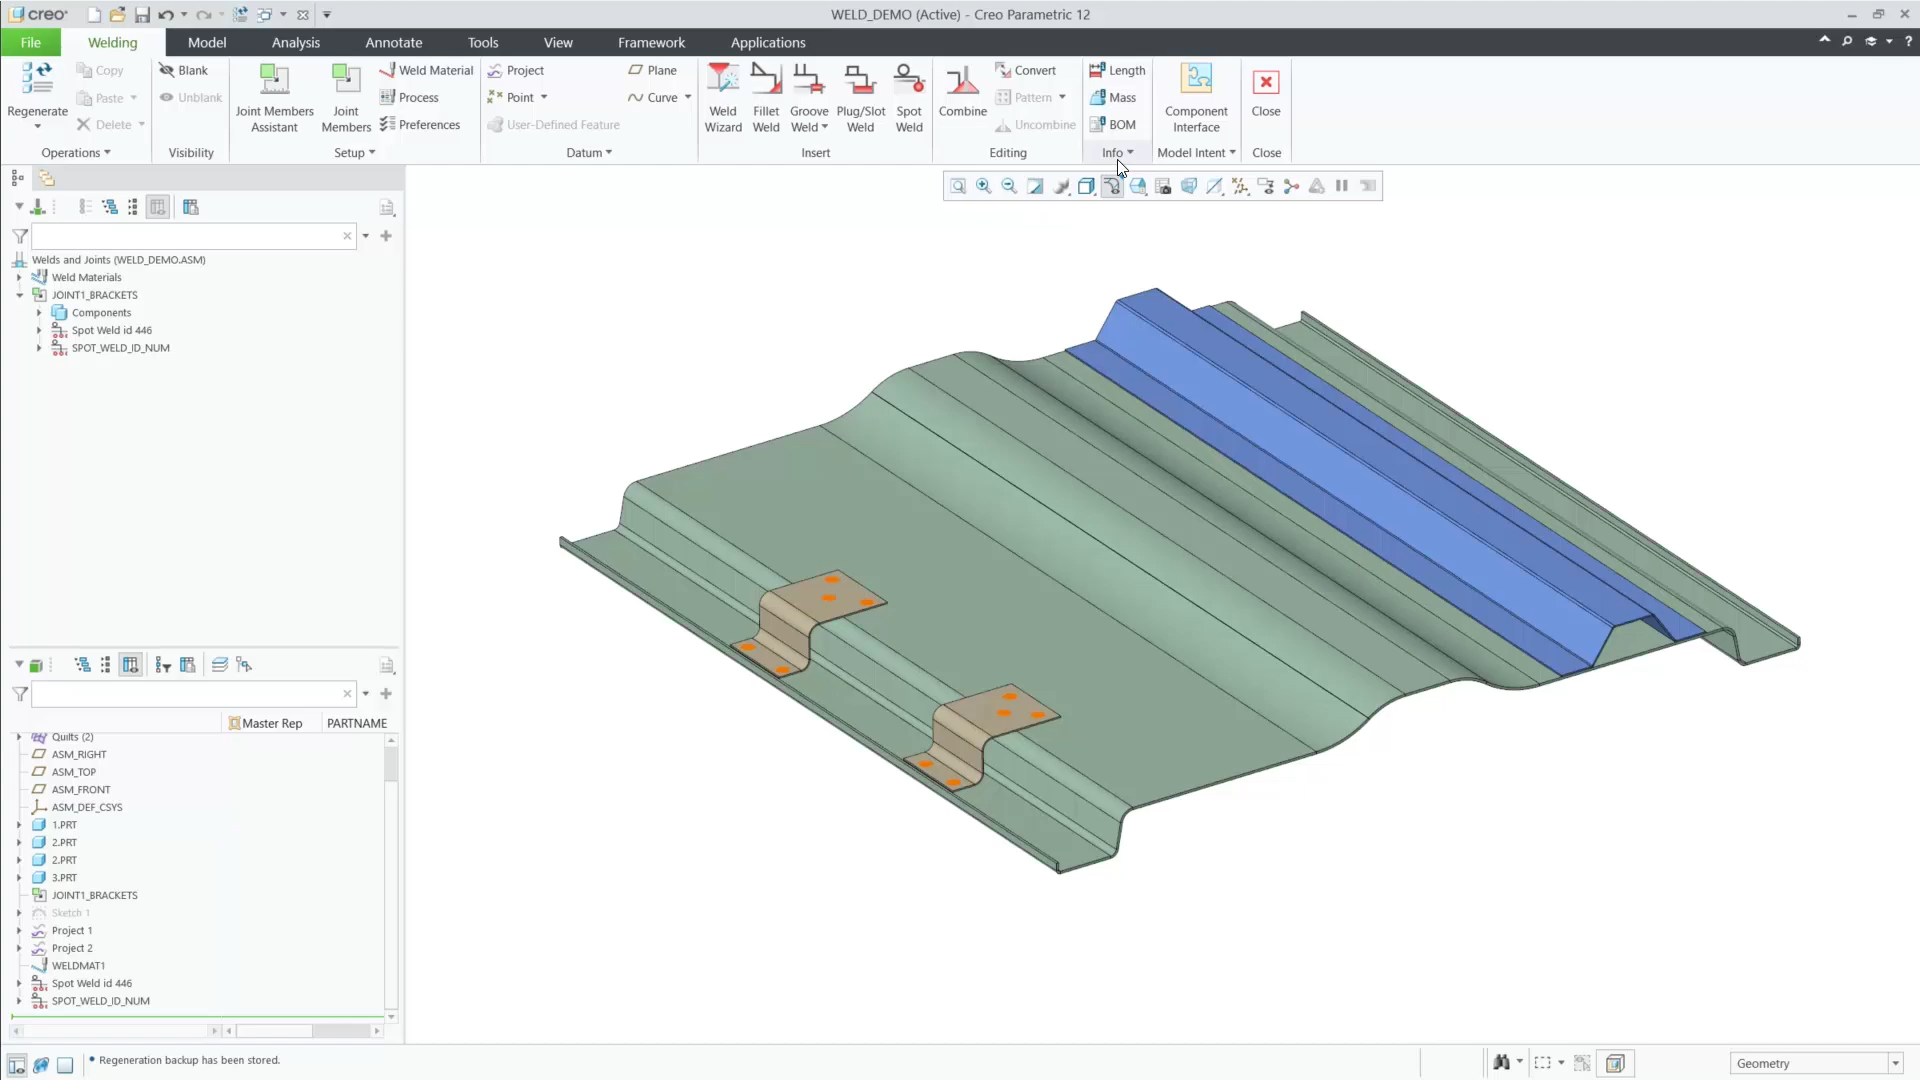 creo
WELD_DEMO (Active) - Creo Parametric 12
File
Welding
Model
Analysis
Annotate
Tools
View
Framework
Applications
Regenerate
Copy
Paste
Delete
Operations
Blank
Unblank
Visibility
Joint Members
Assistant
Joint
Members
Weld Material
Process
Preferences
Setup
Project
Point
User-Defined Feature
Plane
Curve
Datum
Weld
Wizard
Fillet
Weld
Groove
Weld
Plug/Slot
Weld
Spot
Weld
Insert
Combine
Convert
Pattern
Uncombine
Editing
Length
Mass
BOM
Info
Component
Interface
Model Intent
Close
Close
Welds and Joints (WELD_DEMO.ASM)
Weld Materials
JOINT1_BRACKETS
Components
Spot Weld id 446
SPOT_WELD_ID_NUM
Master Rep
PARTNAME
Quilts (2)
ASM_RIGHT
ASM_TOP
ASM_FRONT
ASM_DEF_CSYS
1.PRT
2.PRT
2.PRT
3.PRT
JOINT1_BRACKETS
Sketch 1
Project 1
Project 2
WELDMAT1
Spot Weld id 446
SPOT_WELD_ID_NUM
• Regeneration backup has been stored.
Geometry